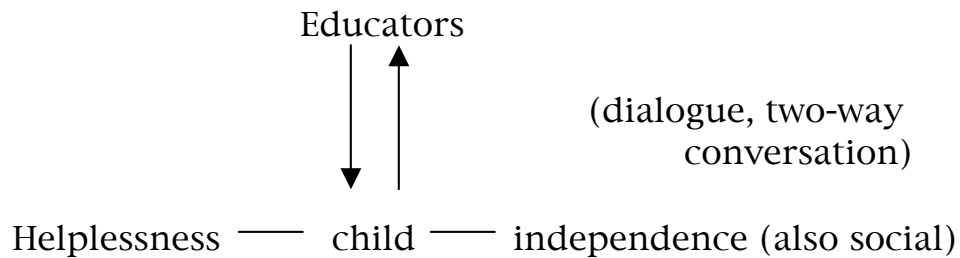 Educators
(dialogue, two-way
conversation)
Helplessness child independence (also social)